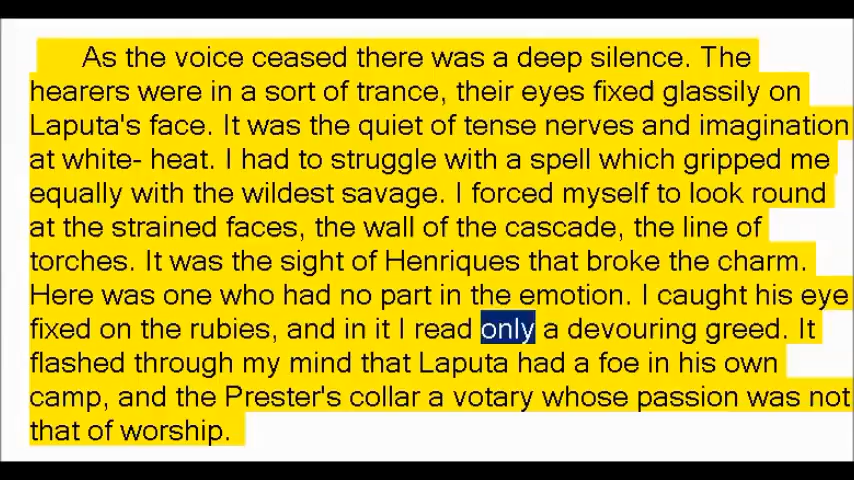 As the voice ceased there was a deep silence. The
hearers were in a sort of trance, their eyes fixed glassily on
Laputa's face. It was the quiet of tense nerves and imagination
at white- heat. I had to struggle with a spell which gripped me
equally with the wildest savage. I forced myself to look round
at the strained faces, the wall of the cascade, the line of
torches. It was the sight of Henriques that broke the charm.
Here was one who had no part in the emotion. I caught his eye
fixed on the rubies, and in it I read only a devouring greed. It
flashed through my mind that Laputa had a foe in his own
camp, and the Prester's collar a votary whose passion was not
that of worship.